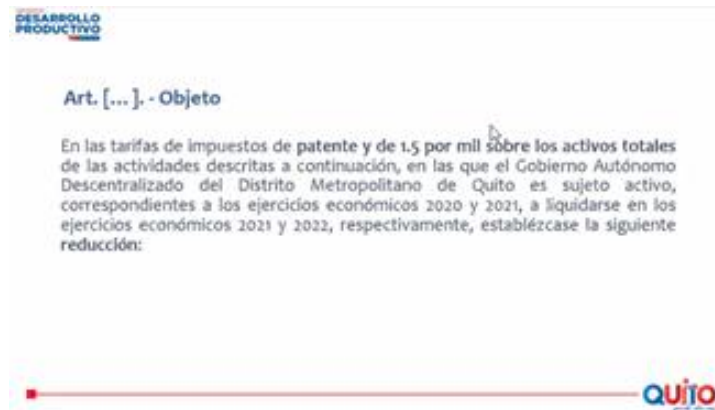 DESARROLLO
PRODUCTIVO
Art. [... ]. - Objeto
En las tarifas de impuestos de patente y de 1.5 por mil sobre los activos totales
de las actividades descritas a continuación, en las que el Gobierno Autónomo
Descentralizado del Distrito Metropolitano de Quito es sujeto activo,
correspondientes a los ejercicios económicos 2020 y 2021, a liquidarse en los
ejercicios económicos 2021 y 2022, respectivamente, establézcase la siguiente
reducción:
QUITO